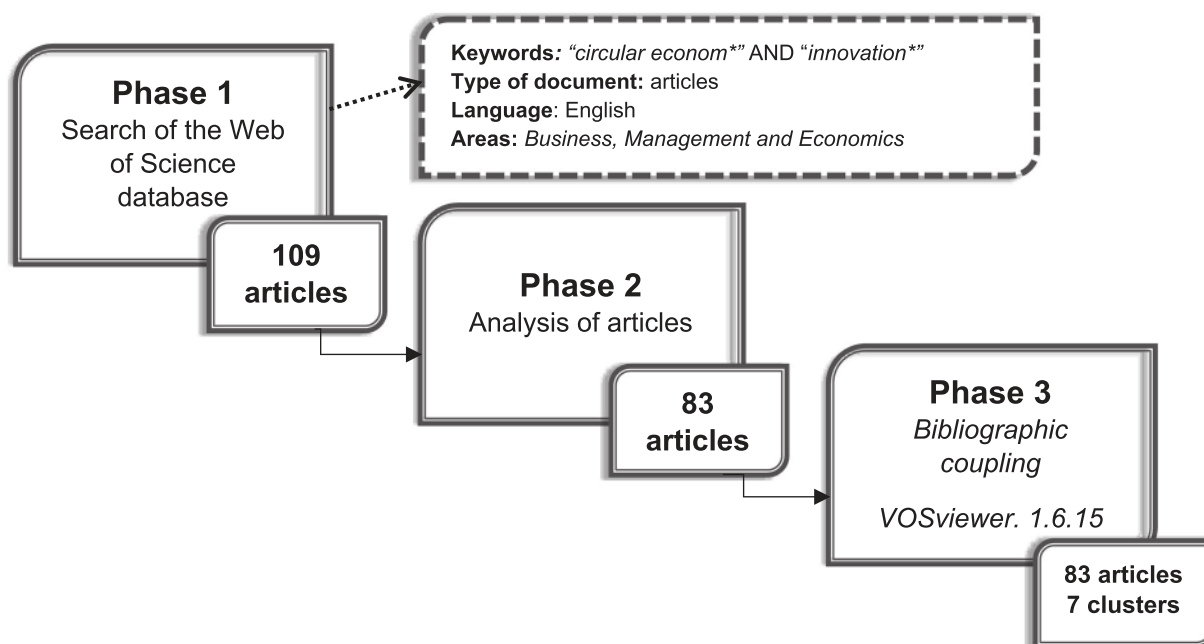 Phase 1
Search of the Web
of Science
database
109
articles
Keywords: “circular econom*” AND “innovation*”
Type of document: articles
Language: English
Areas: Business, Management and Economics
Phase 2
Analysis of articles
83
articles
Phase 3
Bibliographic
coupling
VOSviewer. 1.6.15
83 articles
7 clusters